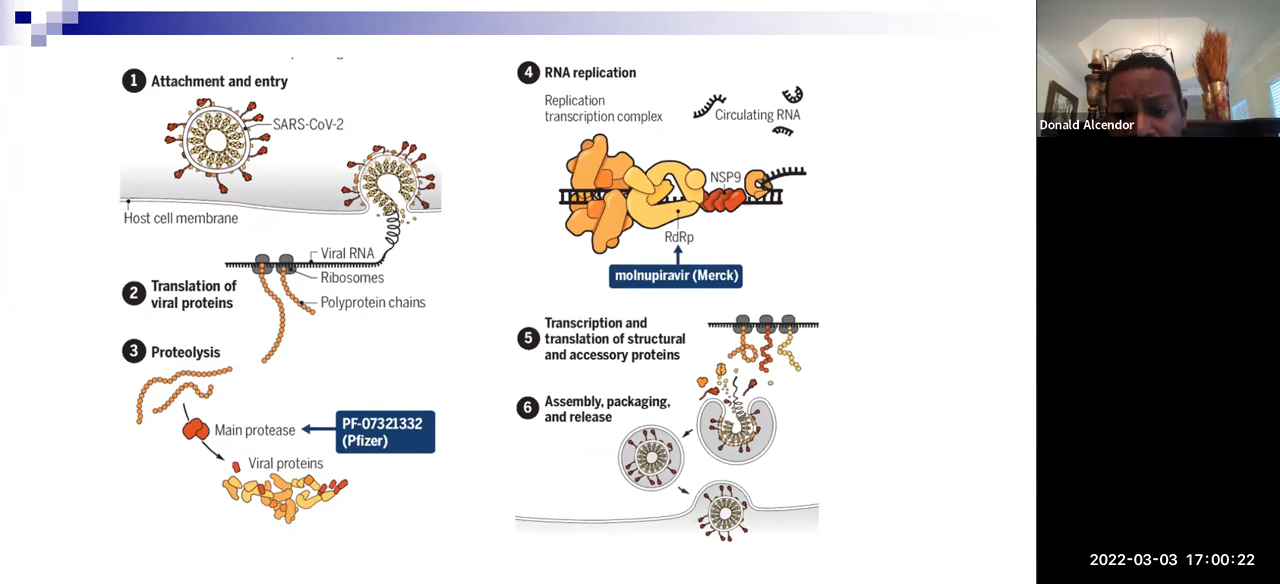 1 Attachment and entry
SARS-CoV-2
Host cell membrane
Viral RNA
Ribosomes
2 Translation of
viral proteins
Polyprotein chains
3 Proteolysis
Main protease
PF-07321332
(Pfizer)
Viral proteins
4 RNA replication
Replication
transcription complex
Circulating RNA
NSP9
RdRp
molnupiravir (Merck)
5 Transcription and
translation of structural
and accessory proteins
6 Assembly, packaging,
and release
Donald Alcendor
2022-03-03 17:00:22